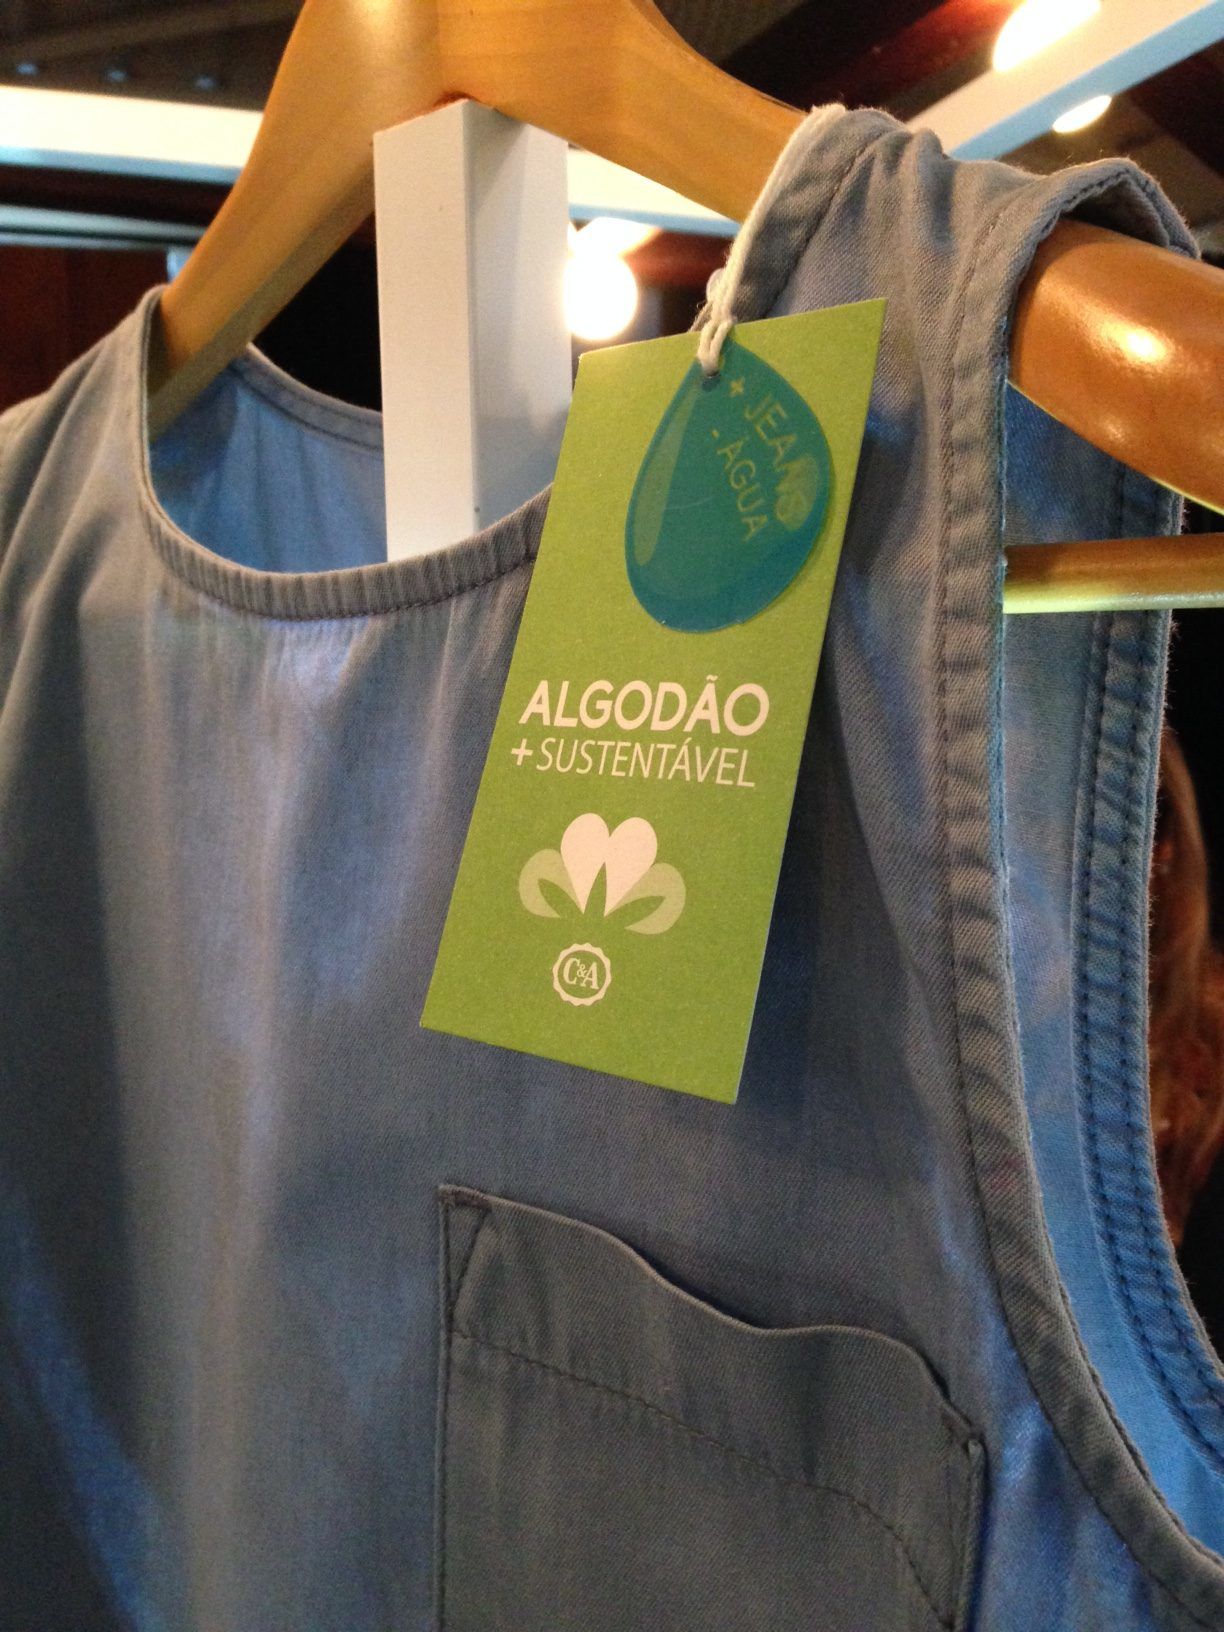 + JEANS
- ÁGUA
ALGODÃO
+ SUSTENTÁVEL
C&A